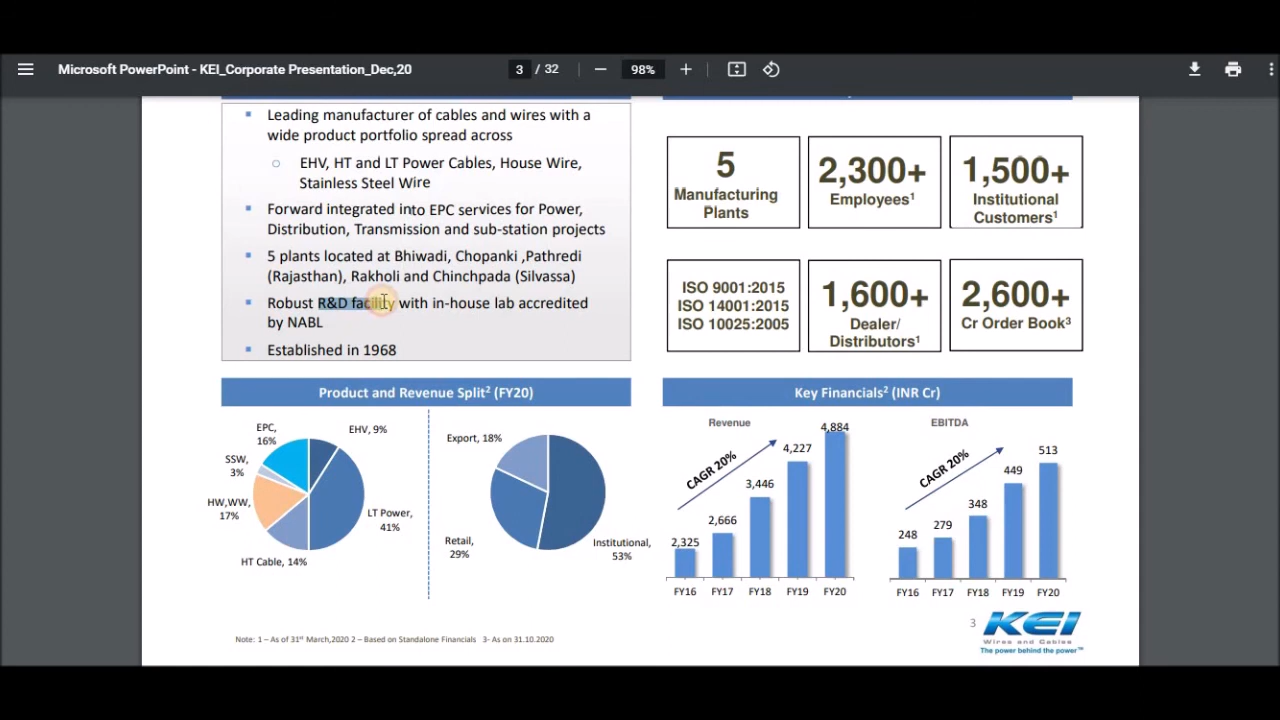 Microsoft PowerPoint - KEI_Corporate Presentation_Dec,20
3 / 32
98%
Leading manufacturer of cables and wires with a
wide product portfolio spread across
EHV, HT and LT Power Cables, House Wire,
Stainless Steel Wire
Forward integrated into EPC services for Power,
Distribution, Transmission and sub-station projects
5 plants located at Bhiwadi, Chopanki ,Pathredi
(Rajasthan), Rakholi and Chinchpada (Silvassa)
Robust R&D facility with in-house lab accredited
by NABL
Established in 1968
5
Manufacturing
Plants
2,300+
Employees¹
1,500+
Institutional
Customers¹
ISO 9001:2015
ISO 14001:2015
ISO 10025:2005
1,600+
Dealer/
Distributors¹
2,600+
Cr Order Book³
Product and Revenue Split² (FY20)
EPC,
16%
EHV, 9%
SSW,
3%
HW,WW,
17%
LT Power,
41%
HT Cable, 14%
Export, 18%
Retail,
29%
Institutional,
53%
Key Financials² (INR Cr)
Revenue
CAGR 20%
2,325
2,666
3,446
4,227
4,884
FY16 FY17 FY18 FY19 FY20
EBITDA
CAGR 20%
248
279
348
449
513
FY16 FY17 FY18 FY19 FY20
Note: 1 – As of 31st March,2020 2 – Based on Standalone Financials 3- As on 31.10.2020
3
KEI
Wires and Cables
The power behind the power™